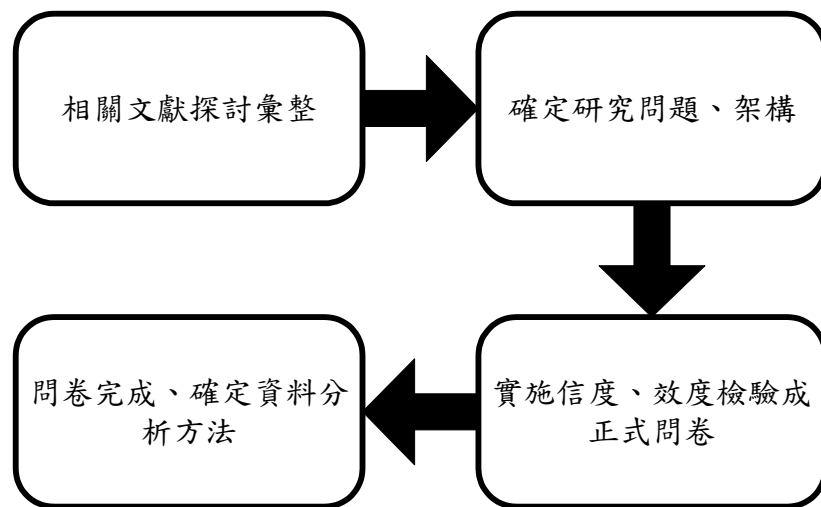 相關文獻探討彙整
確定研究問題、架構
實施信度、效度檢驗成
正式問卷
問卷完成、確定資料分
析方法